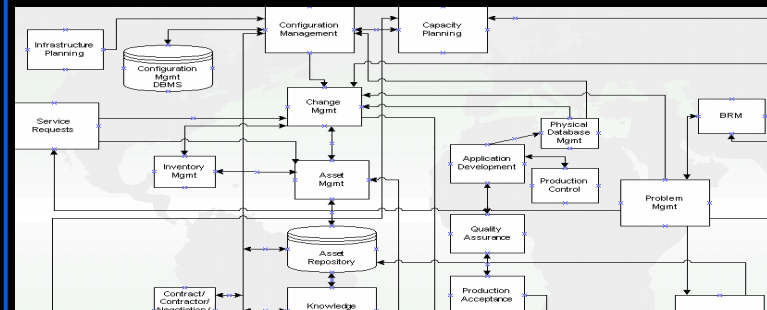 Configuration
Management
Capacity
Planning
Infrastructure
Planning
Configuration
Mgmt
DBMS
Change
Mgmt
Service
Requests
Physical
Database
Mgmt
BRM
Application
Development
Inventory
Mgmt
Asset
Mgmt
Production
Control
Problem
Mgmt
Quality
Assurance
Asset
Repository
Production
Acceptance
Contract/
Contractor/
Negotiation/
Knowledge